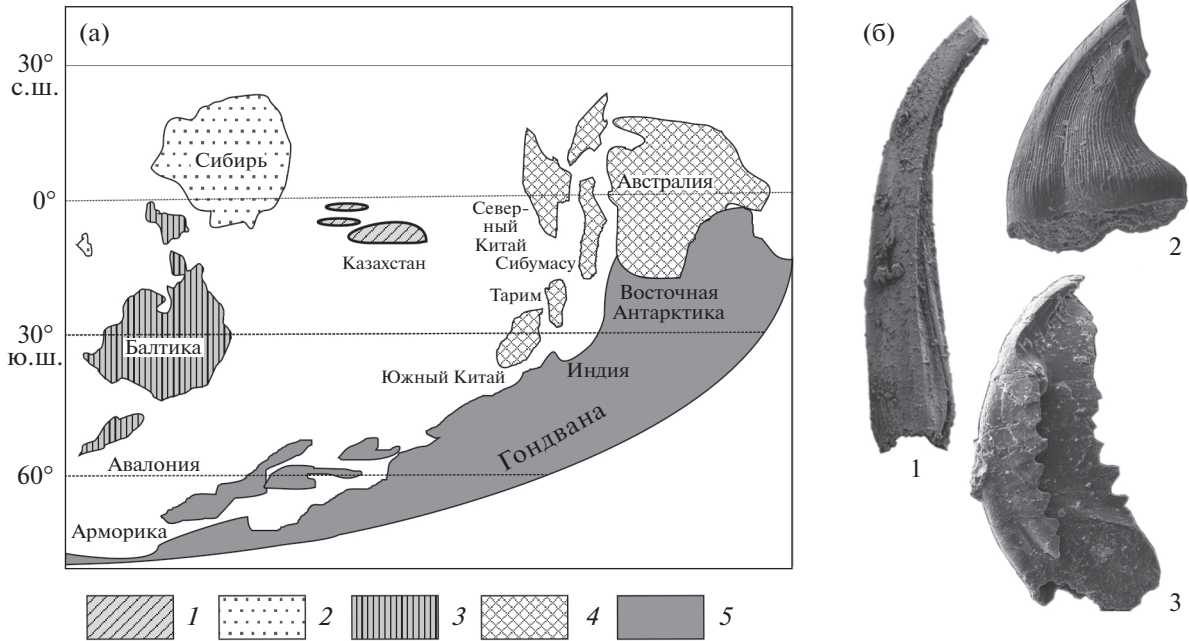 (а)
(б)
30°
с.ш.
Сибирь
Австралия
0°
Север-
ный
Китай
Казахстан
Сибумасу
Тарим
Восточная
Антарктика
30°
ю.ш.
Балтика
Южный Китай
Индия
Гондвана
Авалония
60°
Арморика
1
2
3
4
5
1
2
3